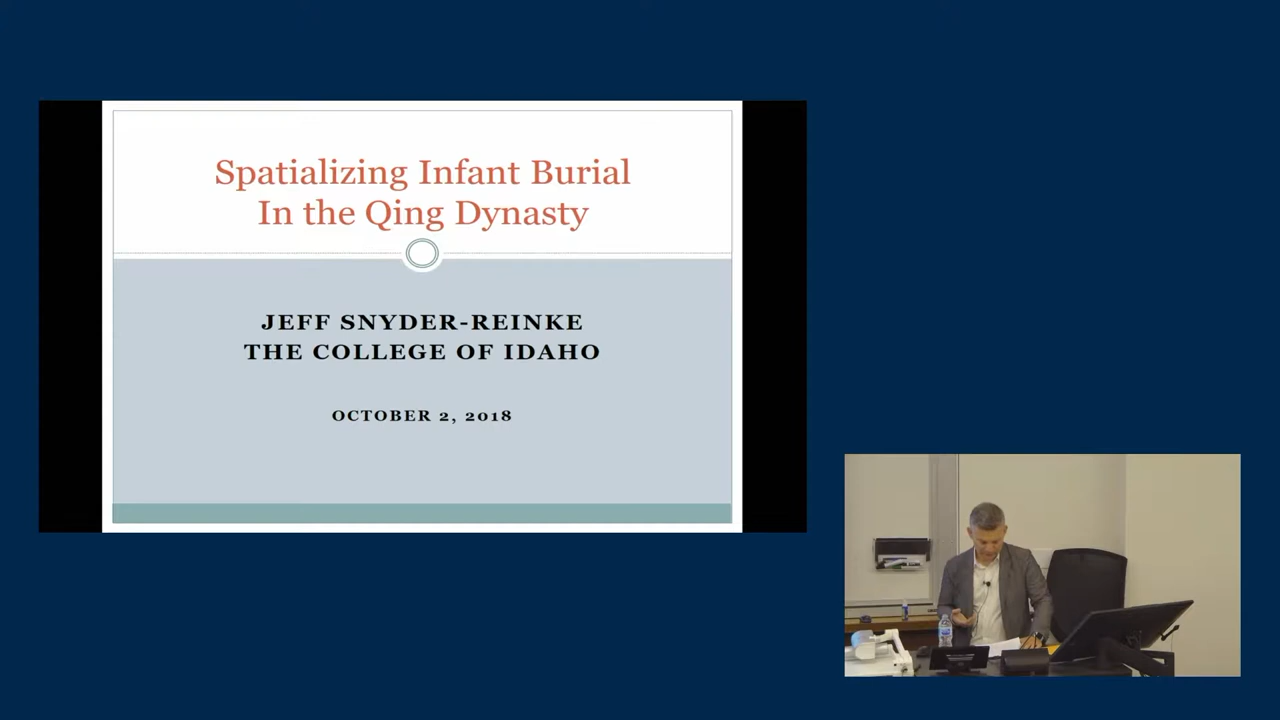 Spatializing Infant Burial
In the Qing Dynasty
JEFF SNYDER-REINKE
THE COLLEGE OF IDAHO
OCTOBER 2, 2018